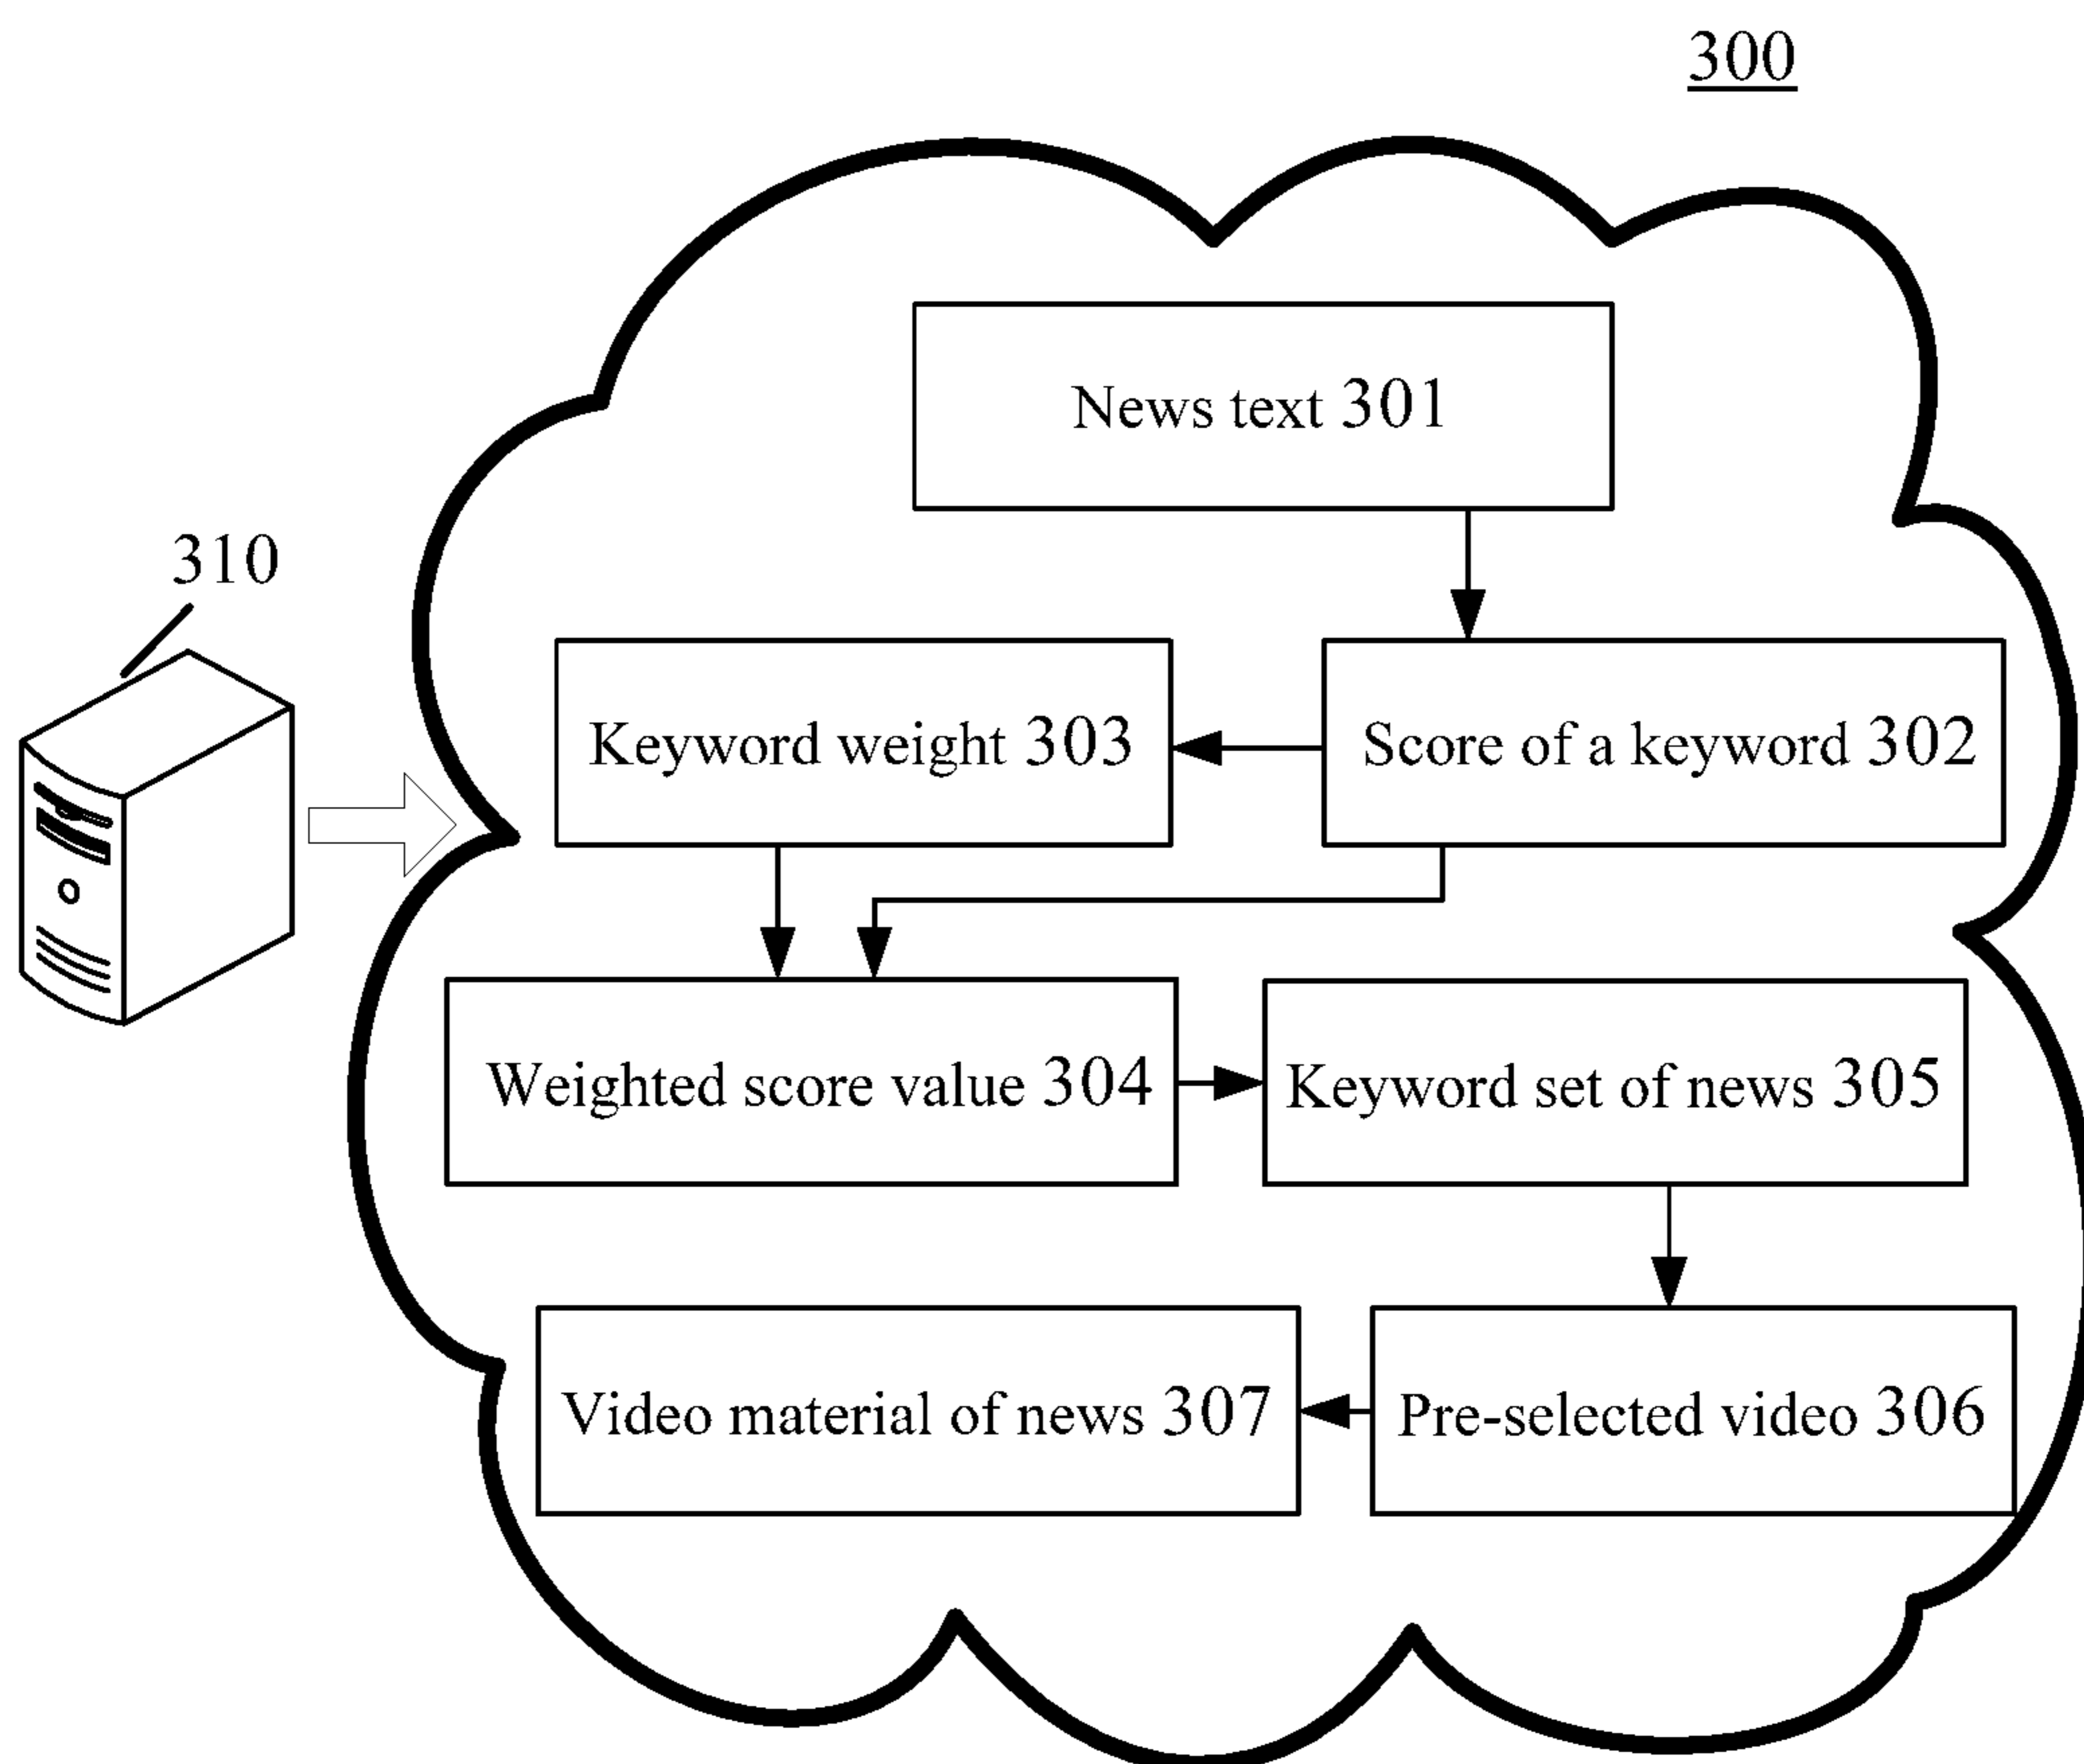 300
News text 301
310
Keyword weight 303
Score of a keyword 302
Weighted score value 304
Keyword set of news 305
Video material of news 307
Pre-selected video 306